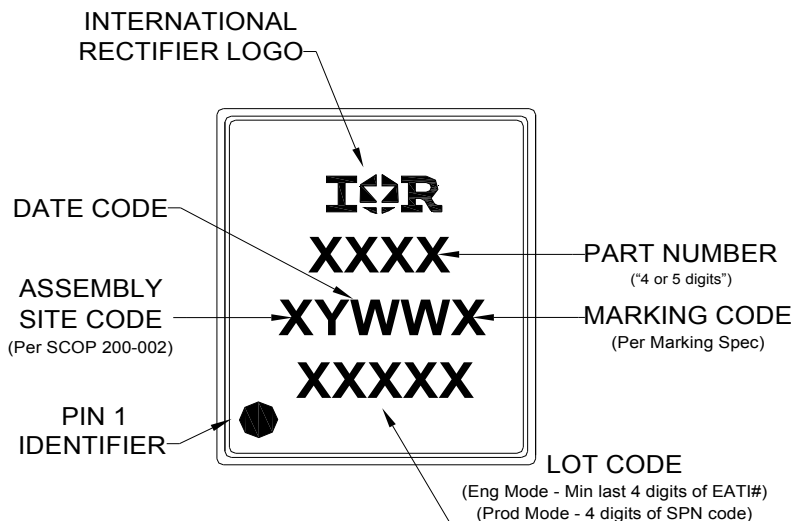 INTERNATIONAL
RECTIFIER LOGO
IOR
DATE CODE
XXXX
PART NUMBER
(“4 or 5 digits”)
ASSEMBLY
SITE CODE
(Per SCOP 200-002)
XYWWX
MARKING CODE
(Per Marking Spec)
XXXXX
PIN 1
IDENTIFIER
LOT CODE
(Eng Mode - Min last 4 digits of EATI#)
(Prod Mode - 4 digits of SPN code)